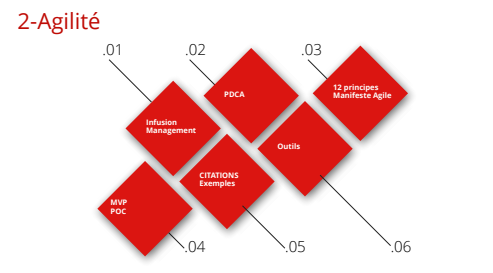 2-Agilité
.01
.02
.03
Infusion
Management
PDCA
12 principes
Manifeste Agile
MVP
POC
CITATIONS
Exemples
Outils
.04
.05
.06